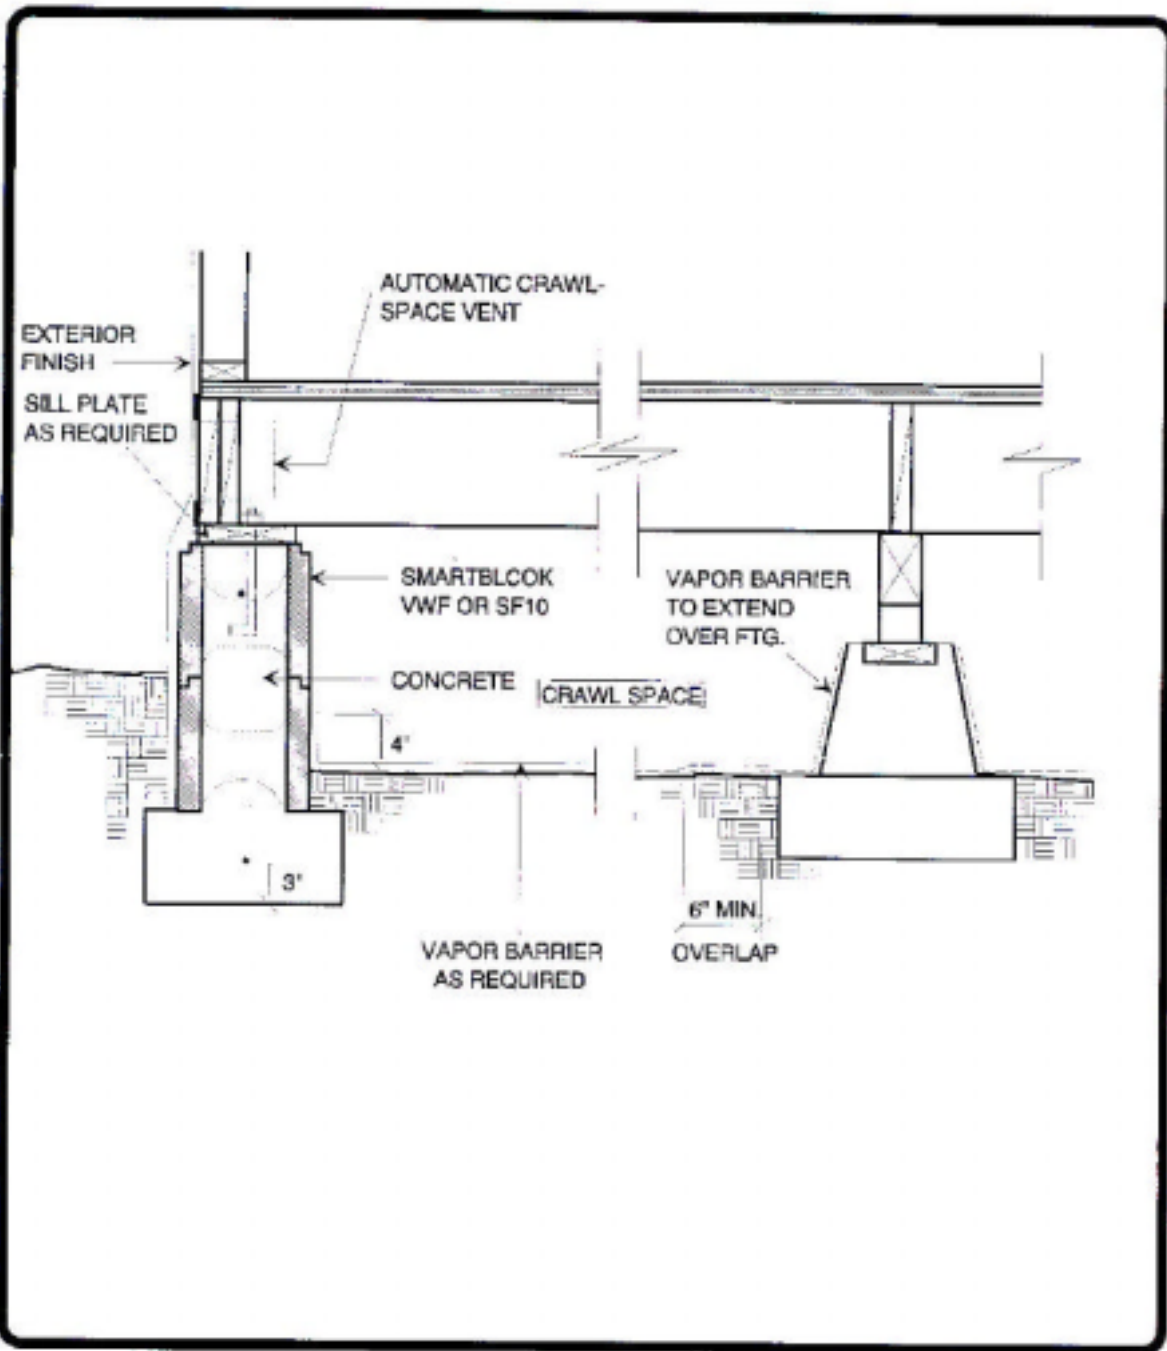 AUTOMATIC CRAWL-
SPACE VENT
EXTERIOR
FINISH
SILL PLATE
AS REQUIRED
SMARTBLCOK
VWF OR SF10
VAPOR BARRIER
TO EXTEND
OVER FTG.
CONCRETE
CRAWL SPACE
4"
3"
6" MIN.
OVERLAP
VAPOR BARRIER
AS REQUIRED